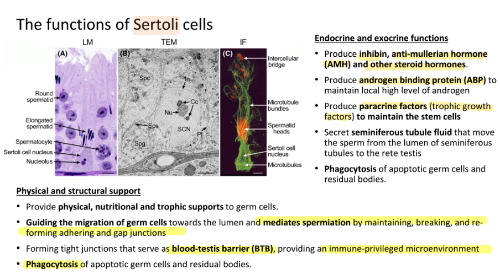 The functions of Sertoli cells
LM
TEM
IF
(A)
(B)
(C)
Round
spermatid
Elongated
spermatid
Spermatocyte
Sertoli cell nucleus
Nucleolus
Spc
Nu
SCN
Spg
Intercellular
bridge
Microtubule
bundles
Spermatid
heads
Sertoli cell
nucleus
Microtubules
Endocrine and exocrine functions
• Produce inhibin, anti-mullerian hormone
(AMH) and other steroid hormones.
• Produce androgen binding protein (ABP) to
maintain local high level of androgen
• Produce paracrine factors (trophic growth
factors) to maintain the stem cells
• Secret seminiferous tubule fluid that move
the sperm from the lumen of seminiferous
tubules to the rete testis
• Phagocytosis of apoptotic germ cells and
residual bodies.
Physical and structural support
• Provide physical, nutritional and trophic supports to germ cells.
• Guiding the migration of germ cells towards the lumen and mediates spermiation by maintaining, breaking, and re-
forming adhering and gap junctions
• Forming tight junctions that serve as blood-testis barrier (BTB), providing an immune-privileged microenvironment
• Phagocytosis of apoptotic germ cells and residual bodies.